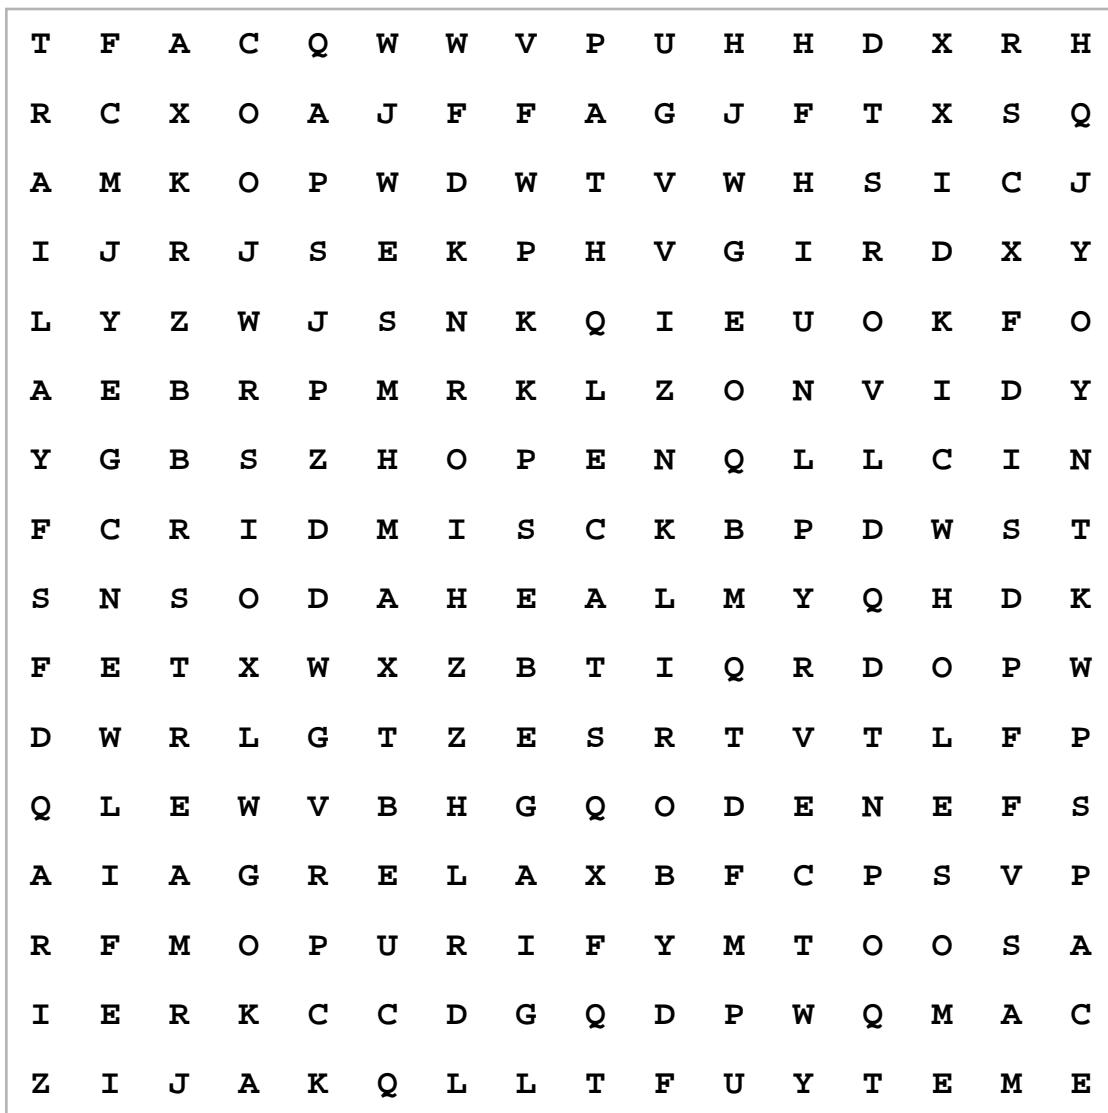 T F A C Q W W V P U H H D X R H
R C X O A J F F A G J F T X S Q
A M K O P W D W T V W H S I C J
I J R J S E K P H V G I R D X Y
L Y Z W J S N K Q I E U O K F O
A E B R P M R K L Z O N V I D Y
Y G B S Z H O P E N Q L L C I N
F C R I D M I S C K B P D W S T
S N S O D A H E A L M Y Q H D K
F E T X W X Z B T I Q R D O P W
D W R L G T Z E S R T V T L F P
Q L E W V B H G Q O D E N E F S
A I A G R E L A X B F C P S V P
R F M O P U R I F Y M T O O S A
I E R K C C D G Q D P W Q M A C
Z I J A K Q L L T F U Y T E M E